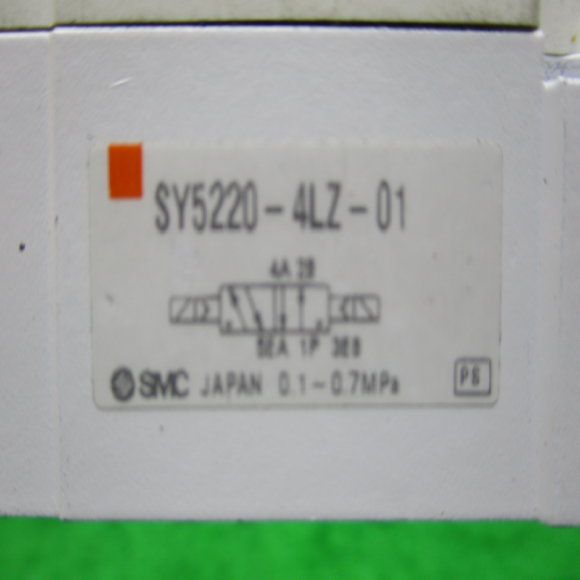 SY5220-4LZ-01
4A 2B
5EA 1P 3EB
SMC JAPAN 0.1~0.7MPa
P6